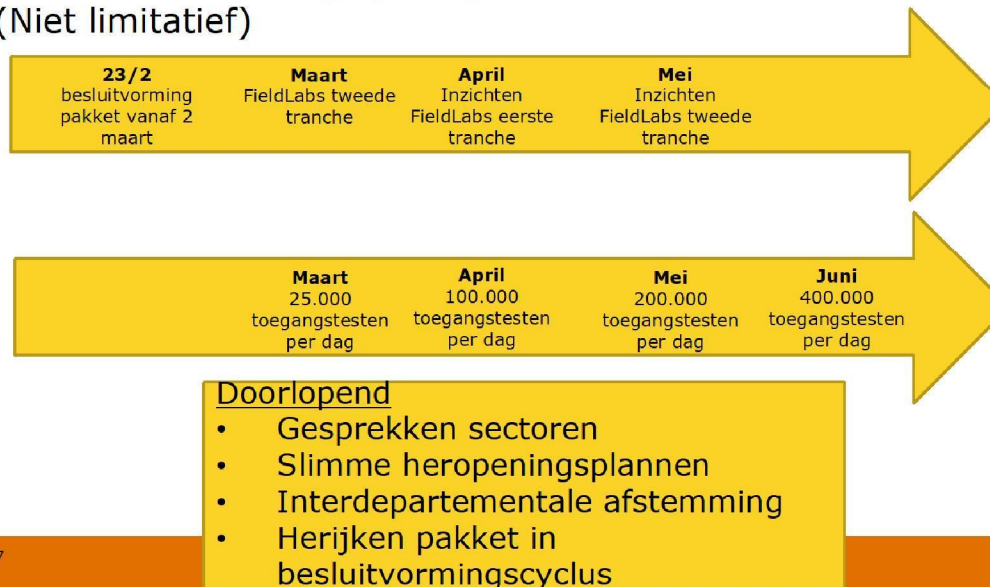 (Niet limitatief)
23/2
besluitvorming
pakket vanaf 2
maart
Maart
FieldLabs tweede
tranche
April
Inzichten
FieldLabs eerste
tranche
Mei
Inzichten
FieldLabs tweede
tranche
Maart
25.000
toegangstesten
per dag
April
100.000
toegangstesten
per dag
Mei
200.000
toegangstesten
per dag
Juni
400.000
toegangstesten
per dag
Doorlopend
• Gesprekken sectoren
• Slimme heropeningsplannen
• Interdepartementale afstemming
• Herijken pakket in
besluitvormingscyclus
7